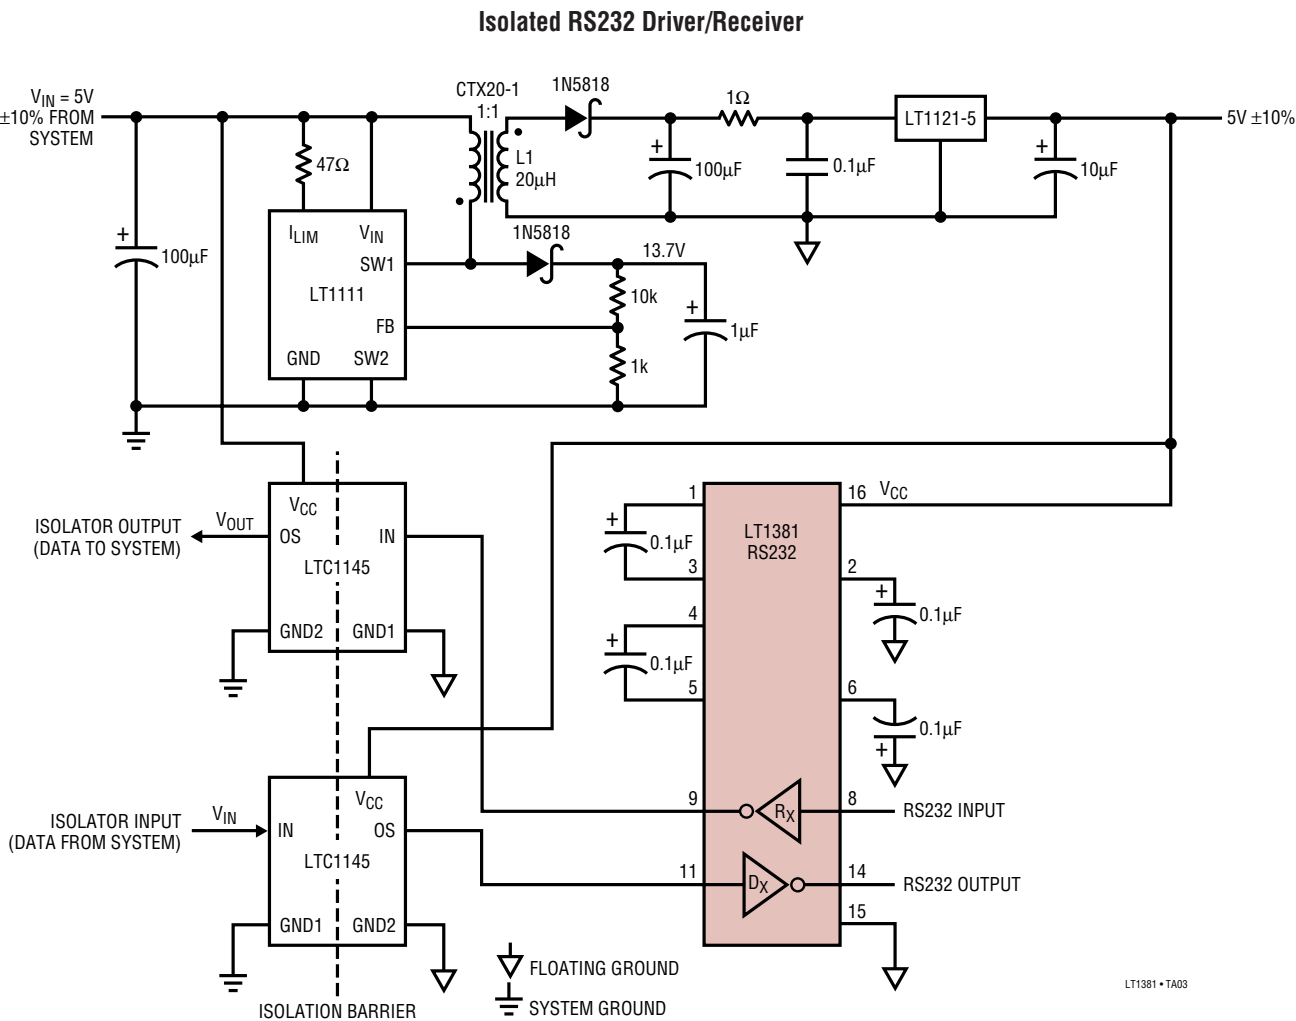 Isolated RS232 Driver/Receiver
VIN = 5V
±10% FROM
SYSTEM
CTX20-1
1:1
1N5818
1Ω
LT1121-5
5V ±10%
47Ω
L1
20µH
+
100µF
0.1µF
+
10µF
+
100µF
ILIM
VIN
SW1
LT1111
FB
GND
SW2
1N5818
13.7V
10k
1k
+
1µF
VCC
ISOLATOR OUTPUT
(DATA TO SYSTEM)
VOUT
OS
IN
LTC1145
GND2
GND1
1
16
VCC
LT1381
RS232
+
0.1µF
3
2
+
0.1µF
4
+
0.1µF
5
6
0.1µF
+
VCC
ISOLATOR INPUT
(DATA FROM SYSTEM)
VIN
IN
OS
LTC1145
GND1
GND2
9
RX
8
RS232 INPUT
11
DX
14
RS232 OUTPUT
15
FLOATING GROUND
SYSTEM GROUND
ISOLATION BARRIER
LT1381 • TA03